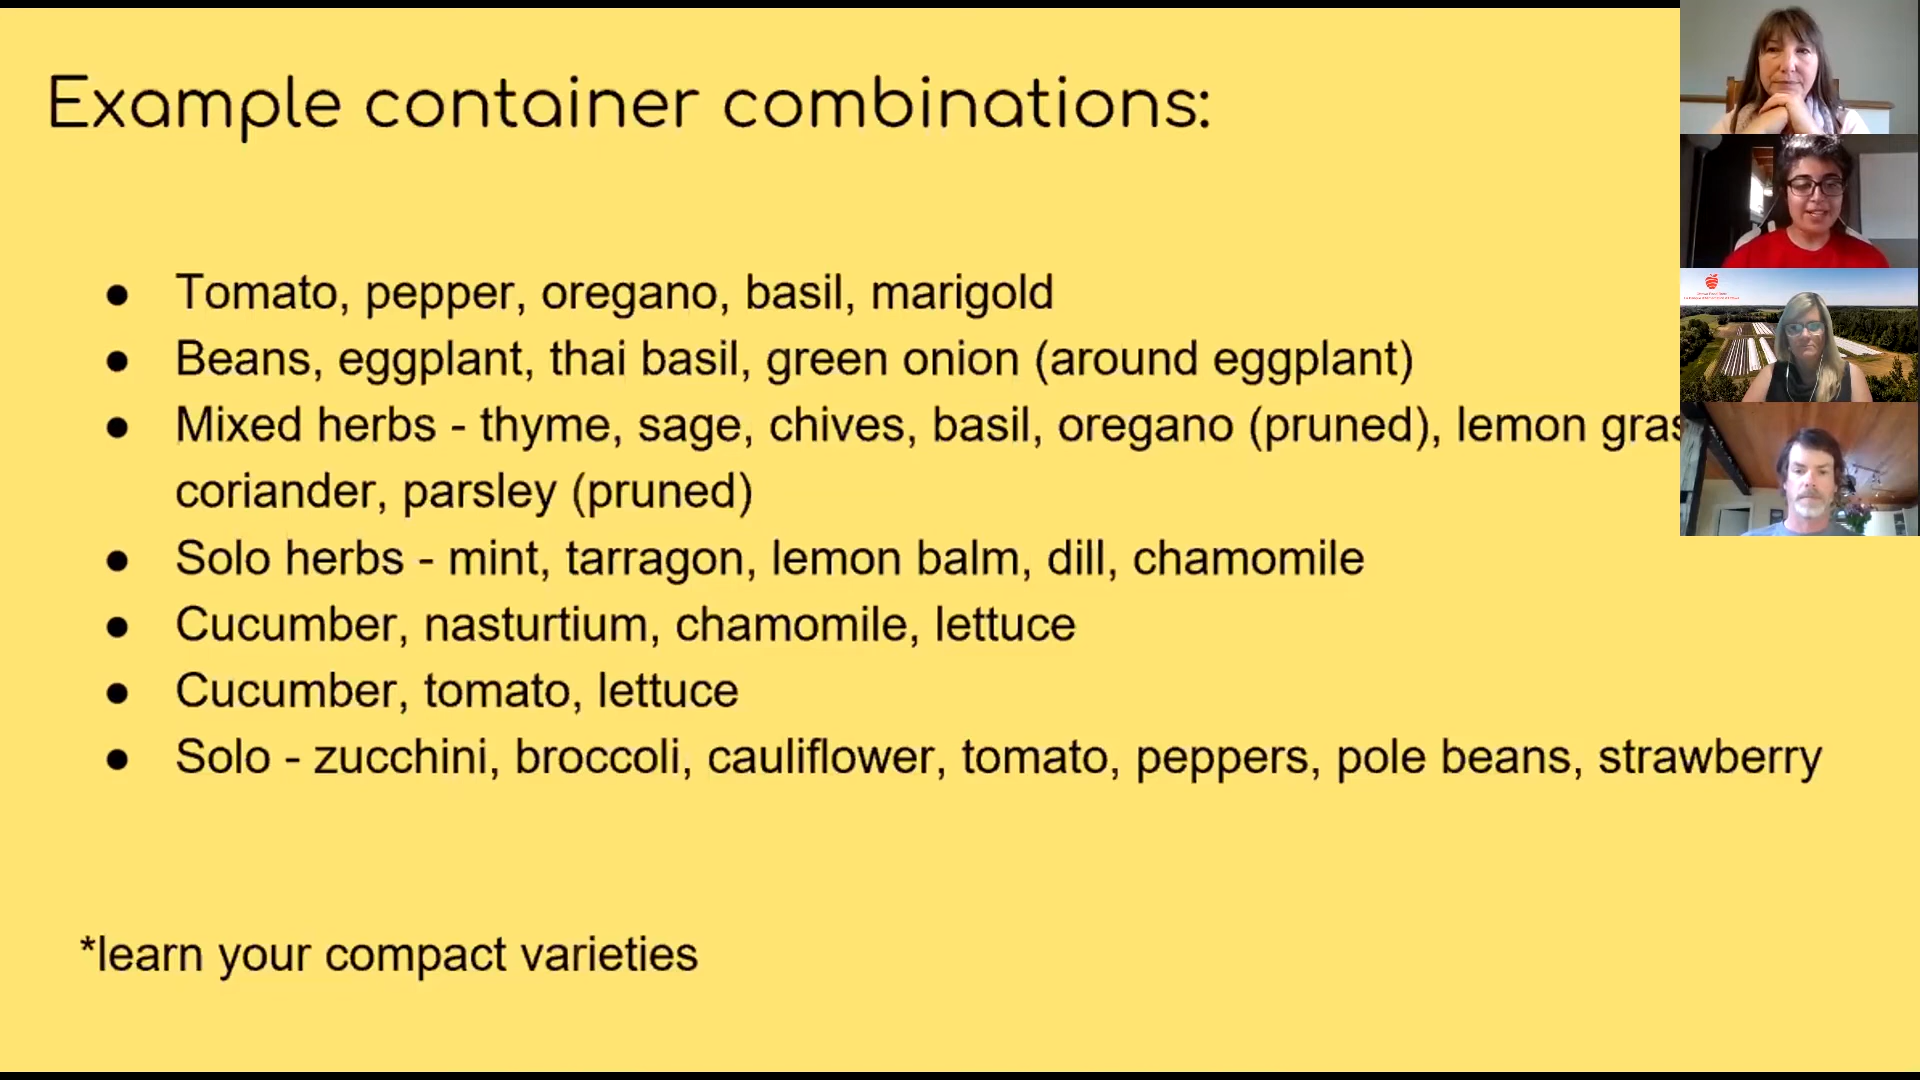 Example container combinations:
● Tomato, pepper, oregano, basil, marigold
● Beans, eggplant, thai basil, green onion (around eggplant)
● Mixed herbs - thyme, sage, chives, basil, oregano (pruned), lemon gras
coriander, parsley (pruned)
● Solo herbs - mint, tarragon, lemon balm, dill, chamomile
● Cucumber, nasturtium, chamomile, lettuce
● Cucumber, tomato, lettuce
● Solo - zucchini, broccoli, cauliflower, tomato, peppers, pole beans, strawberry
*learn your compact varieties